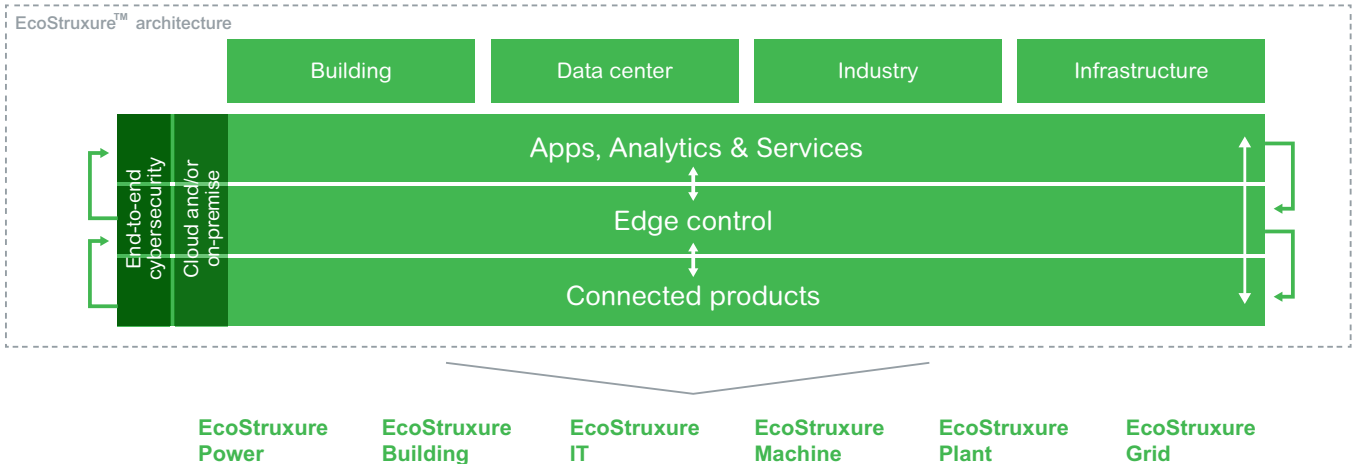 EcoStruxure™ architecture
Building
Data center
Industry
Infrastructure
End-to-end
cybersecurity
Cloud and/or
on-premise
Apps, Analytics & Services
Edge control
Connected products
EcoStruxure
Power
EcoStruxure
Building
EcoStruxure
IT
EcoStruxure
Machine
EcoStruxure
Plant
EcoStruxure
Grid